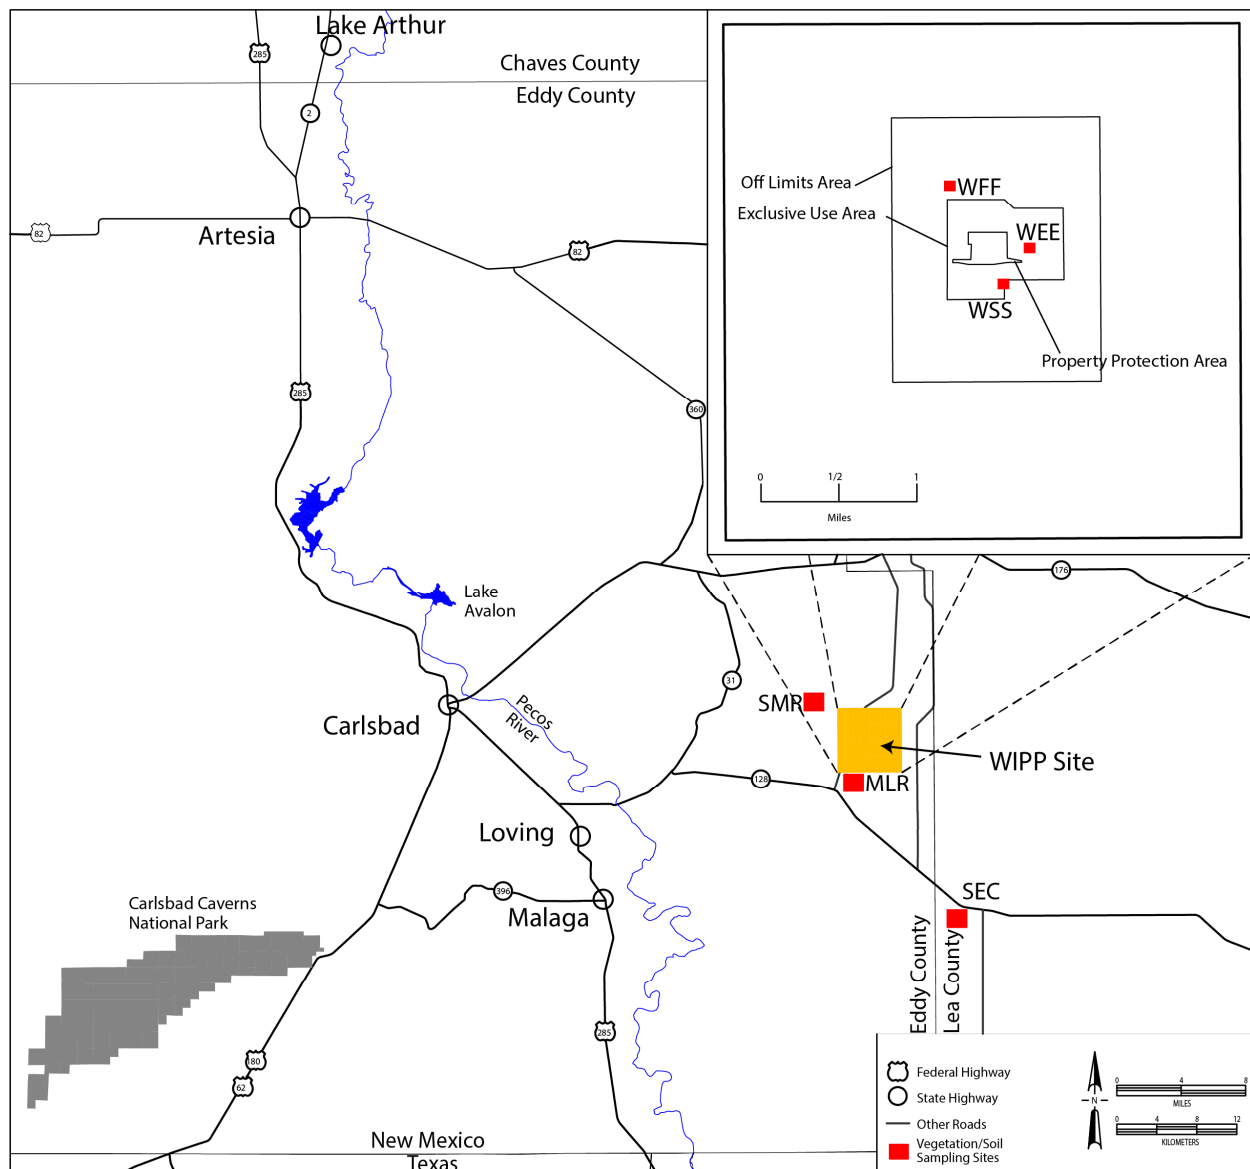 Lake Arthur
285
Chaves County
Eddy County
2
82
Artesia
82
285
360
Off Limits Area
Exclusive Use Area
WFF
WEE
WSS
Property Protection Area
0
1/2
1
Miles
Lake
Avalon
176
31
Pecos
River
Carlsbad
SMR
WIPP Site
128
MLR
Loving
396
Malaga
SEC
Carlsbad Caverns
National Park
Eddy County
Lea County
285
180
62
New Mexico
Texas
Federal Highway
State Highway
Other Roads
Vegetation/Soil
Sampling Sites
N
0
4
8
MILES
0
4
8
12
KILOMETERS